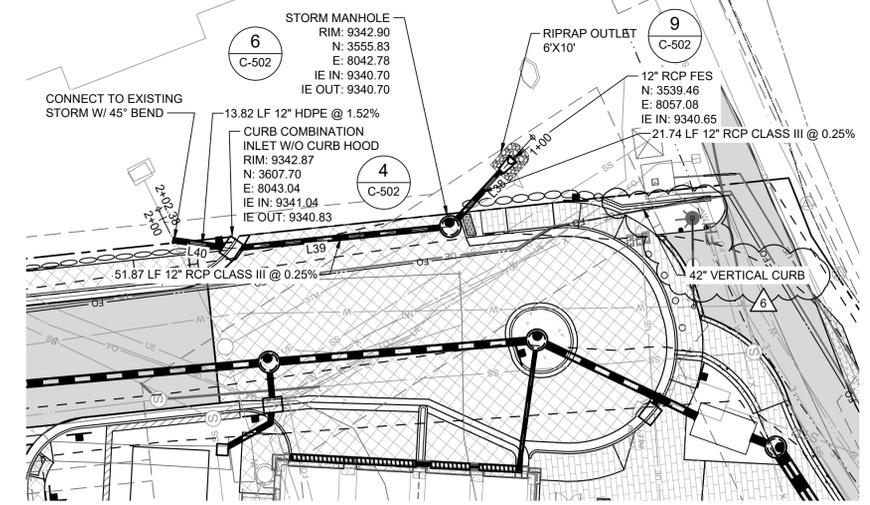 STORM MANHOLE
RIM: 9342.90
N: 3555.83
E: 8042.78
IE IN: 9340.70
IE OUT: 9340.70
6
C-502
RIPRAP OUTLET
6'X10'
9
C-502
12" RCP FES
N: 3539.46
E: 8057.08
IE IN: 9340.65
21.74 LF 12" RCP CLASS III @ 0.25%
CONNECT TO EXISTING
STORM W/ 45° BEND
13.82 LF 12" HDPE @ 1.52%
CURB COMBINATION
INLET W/O CURB HOOD
RIM: 9342.87
N: 3607.70
E: 8043.04
IE IN: 9341.04
IE OUT: 9340.83
4
C-502
1+00
L38
2+02.38
2+00
L40
L39
51.87 LF 12" RCP CLASS III @ 0.25%
42" VERTICAL CURB
6